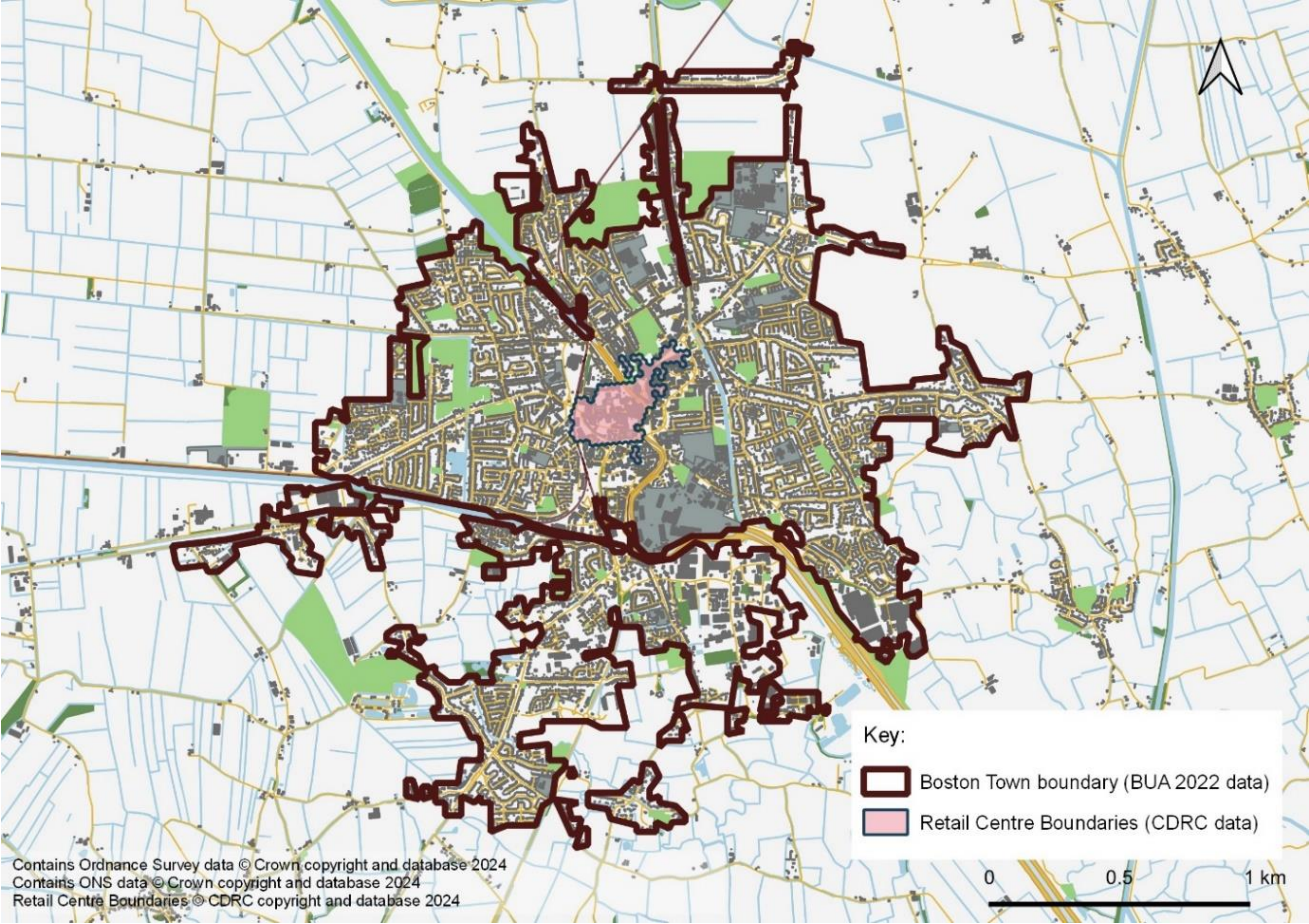 Key:
Boston Town boundary (BUA 2022 data)
Retail Centre Boundaries (CDRC data)
Contains Ordnance Survey data © Crown copyright and database 2024
Contains ONS data © Crown copyright and database 2024
Retail Centre Boundaries © CDRC copyright and database 2024
0 0.5 1 km